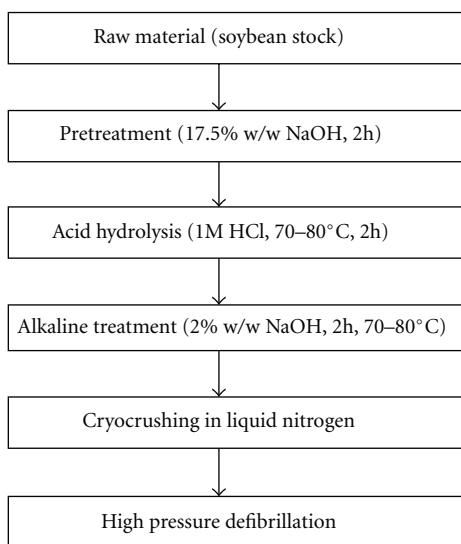 Raw material (soybean stock)
Pretreatment (17.5% w/w NaOH, 2h)
Acid hydrolysis (1M HCl, 70–80°C, 2h)
Alkaline treatment (2% w/w NaOH, 2h, 70–80°C)
Cryocrushing in liquid nitrogen
High pressure defibrillation